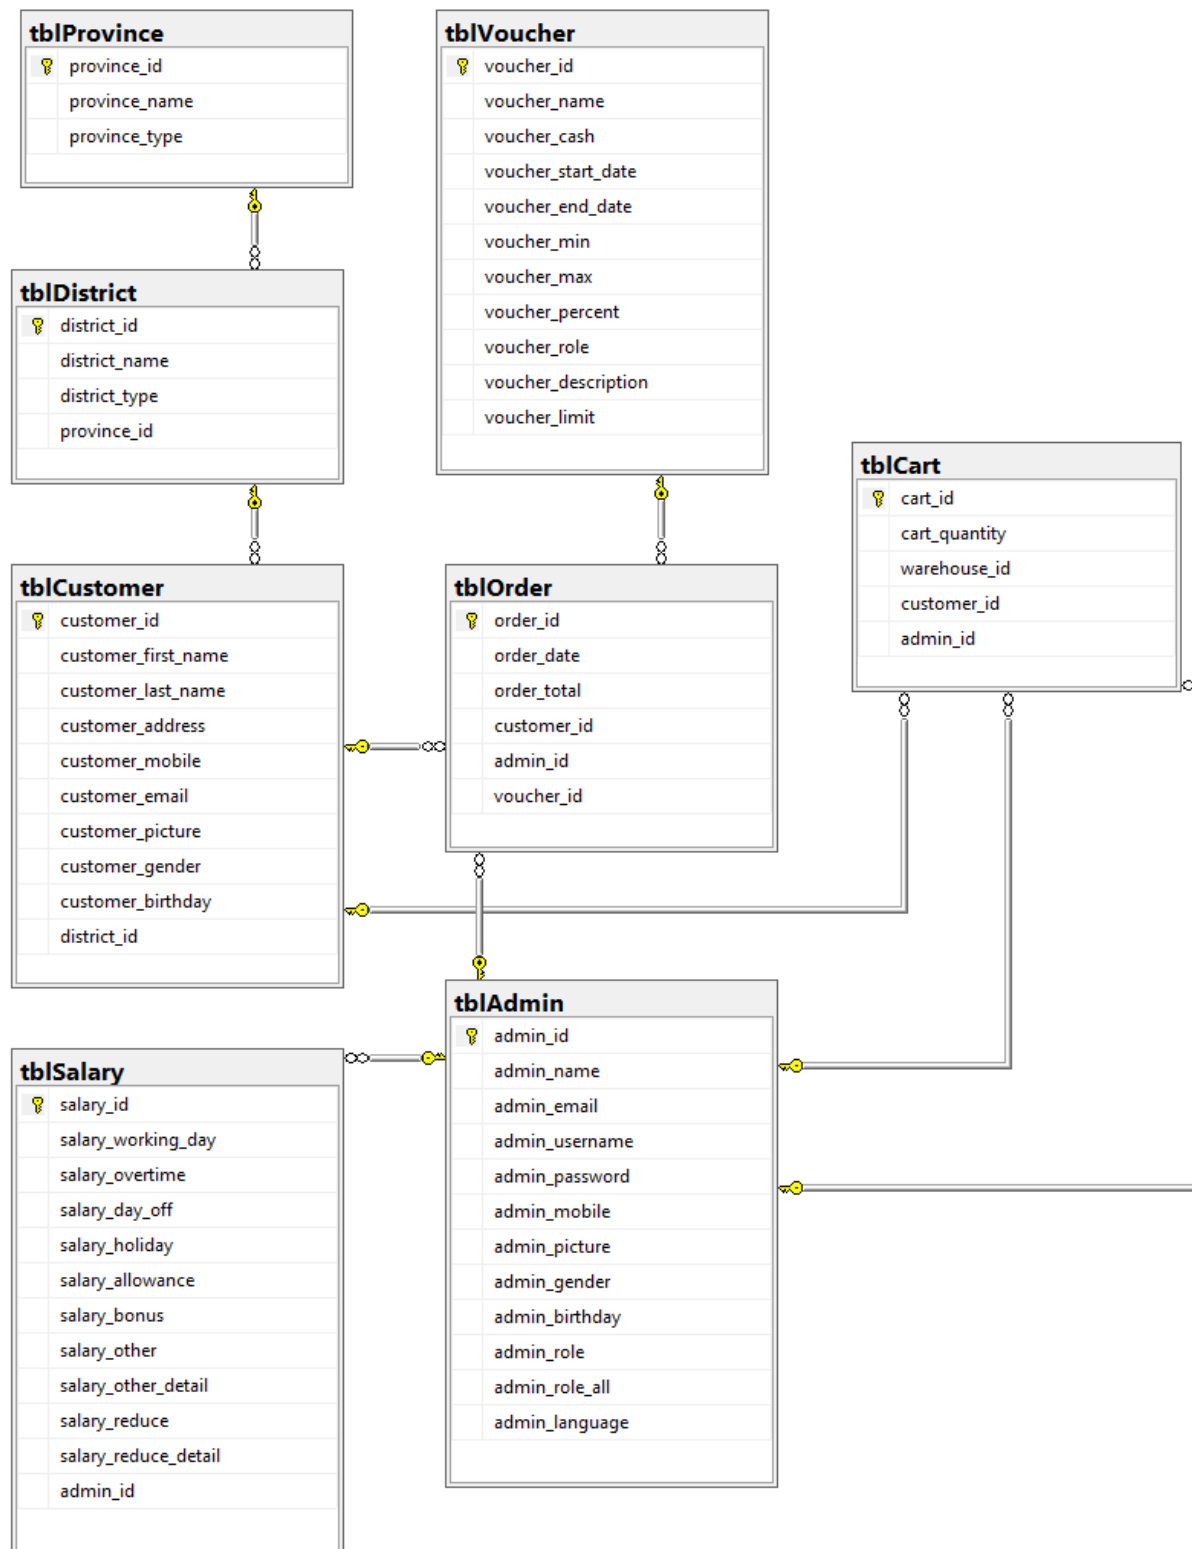 tblProvince
province_id
province_name
province_type
tblVoucher
voucher_id
voucher_name
voucher_cash
voucher_start_date
voucher_end_date
voucher_min
voucher_max
voucher_percent
voucher_role
voucher_description
voucher_limit
tblDistrict
district_id
district_name
district_type
province_id
tblCart
cart_id
cart_quantity
warehouse_id
customer_id
admin_id
tblCustomer
customer_id
customer_first_name
customer_last_name
customer_address
customer_mobile
customer_email
customer_picture
customer_gender
customer_birthday
district_id
tblOrder
order_id
order_date
order_total
customer_id
admin_id
voucher_id
tblAdmin
admin_id
admin_name
admin_email
admin_username
admin_password
admin_mobile
admin_picture
admin_gender
admin_birthday
admin_role
admin_role_all
admin_language
tblSalary
salary_id
salary_working_day
salary_overtime
salary_day_off
salary_holiday
salary_allowance
salary_bonus
salary_other
salary_other_detail
salary_reduce
salary_reduce_detail
admin_id